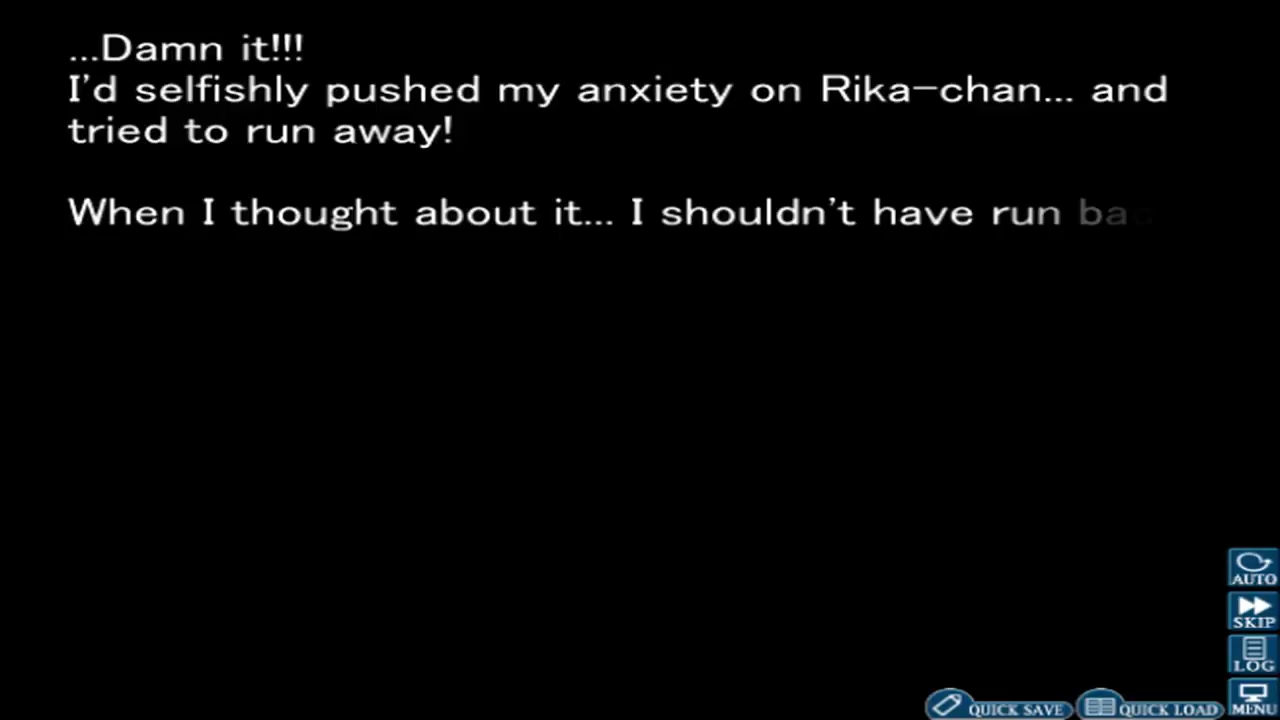 ...Damn it!!!
I'd selfishly pushed my anxiety on Rika-chan... and
tried to run away!
When I thought about it... I shouldn't have run
AUTO
SKIP
LOG
MENU
QUICK SAVE
QUICK LOAD